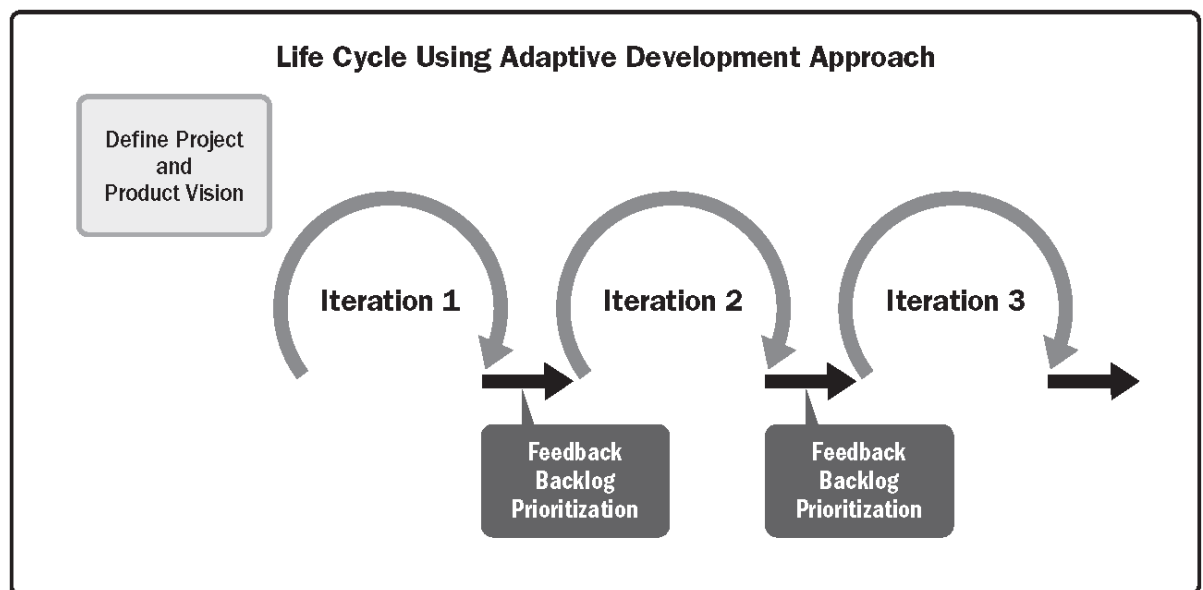 Life Cycle Using Adaptive Development Approach
Define Project
and
Product Vision
Iteration 1
Iteration 2
Iteration 3
Feedback
Backlog
Prioritization
Feedback
Backlog
Prioritization